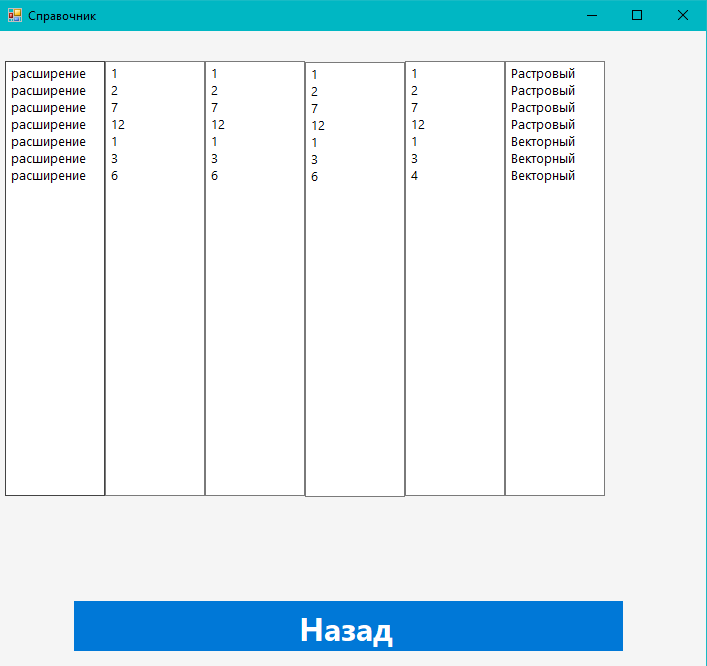 Справочник
расширение 1 1 1 1 Растровый
расширение 2 2 2 2 Растровый
расширение 7 7 7 7 Растровый
расширение 12 12 12 12 Растровый
расширение 1 1 1 1 Векторный
расширение 3 3 3 3 Векторный
расширение 6 6 6 4 Векторный
Назад